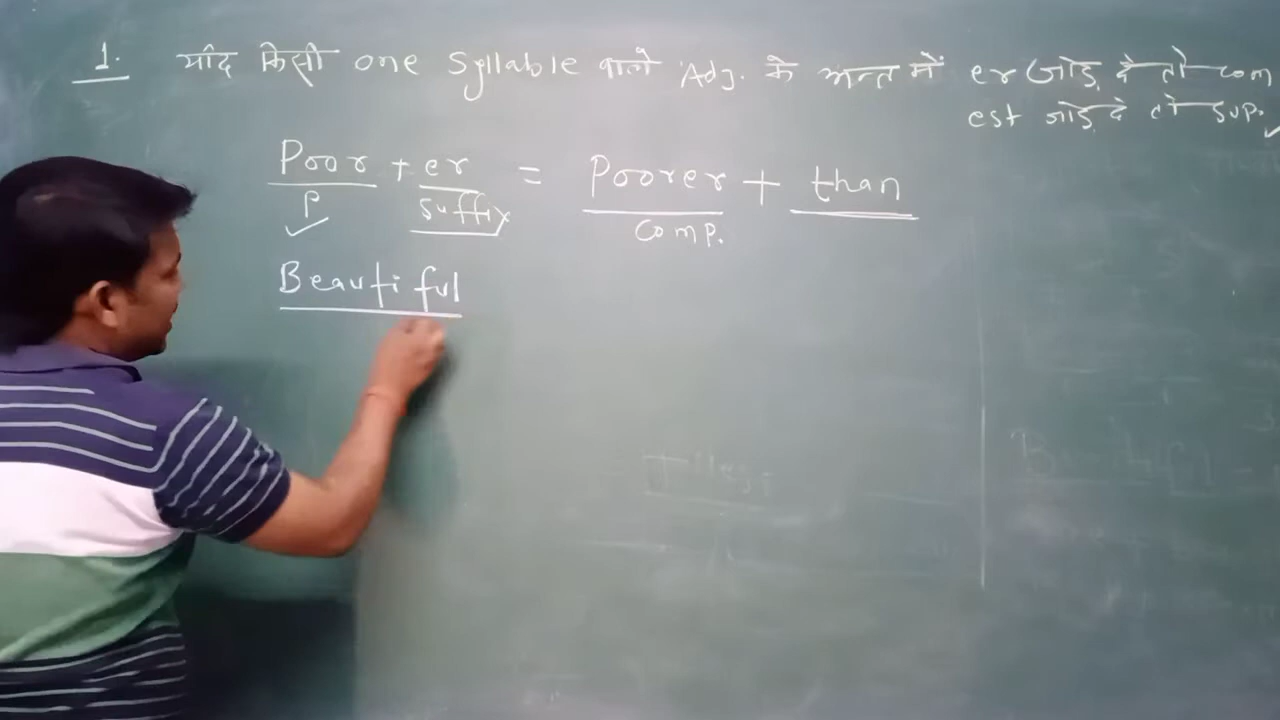 1. यदि किसी one Syllable वाले Adj. के अन्त में er जोड़ दे तो com
est जोड़ दे तो sup.
Poor + er = Poorer + than
P suffix comp.
Beautiful